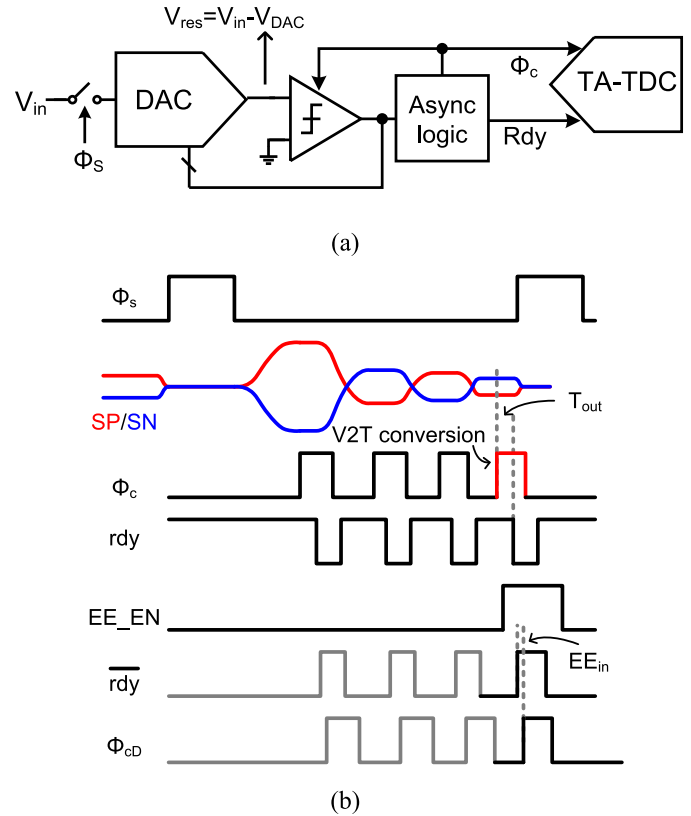 V_res=V_in-V_DAC
V_in
DAC
Φ_S
Async
logic
Φ_c
Rdy
TA-TDC
(a)
Φ_s
SP/SN
T_out
V2T conversion
Φ_c
rdy
EE_EN
EE_in
r̅d̅y̅
Φ_cD
(b)